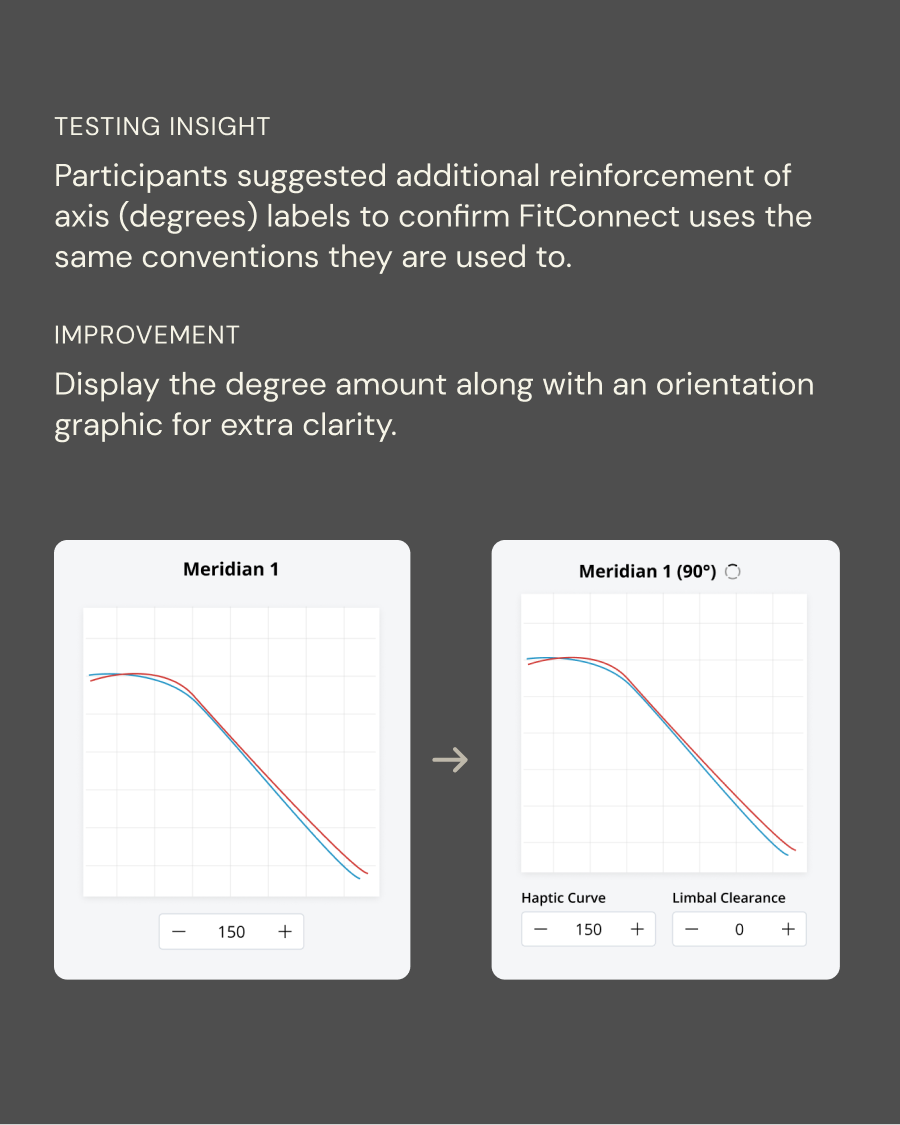 TESTING INSIGHT
Participants suggested additional reinforcement of
axis (degrees) labels to confirm FitConnect uses the
same conventions they are used to.
IMPROVEMENT
Display the degree amount along with an orientation
graphic for extra clarity.
Meridian 1
− 150 +
→
Meridian 1 (90°)
Haptic Curve Limbal Clearance
− 150 + − 0 +